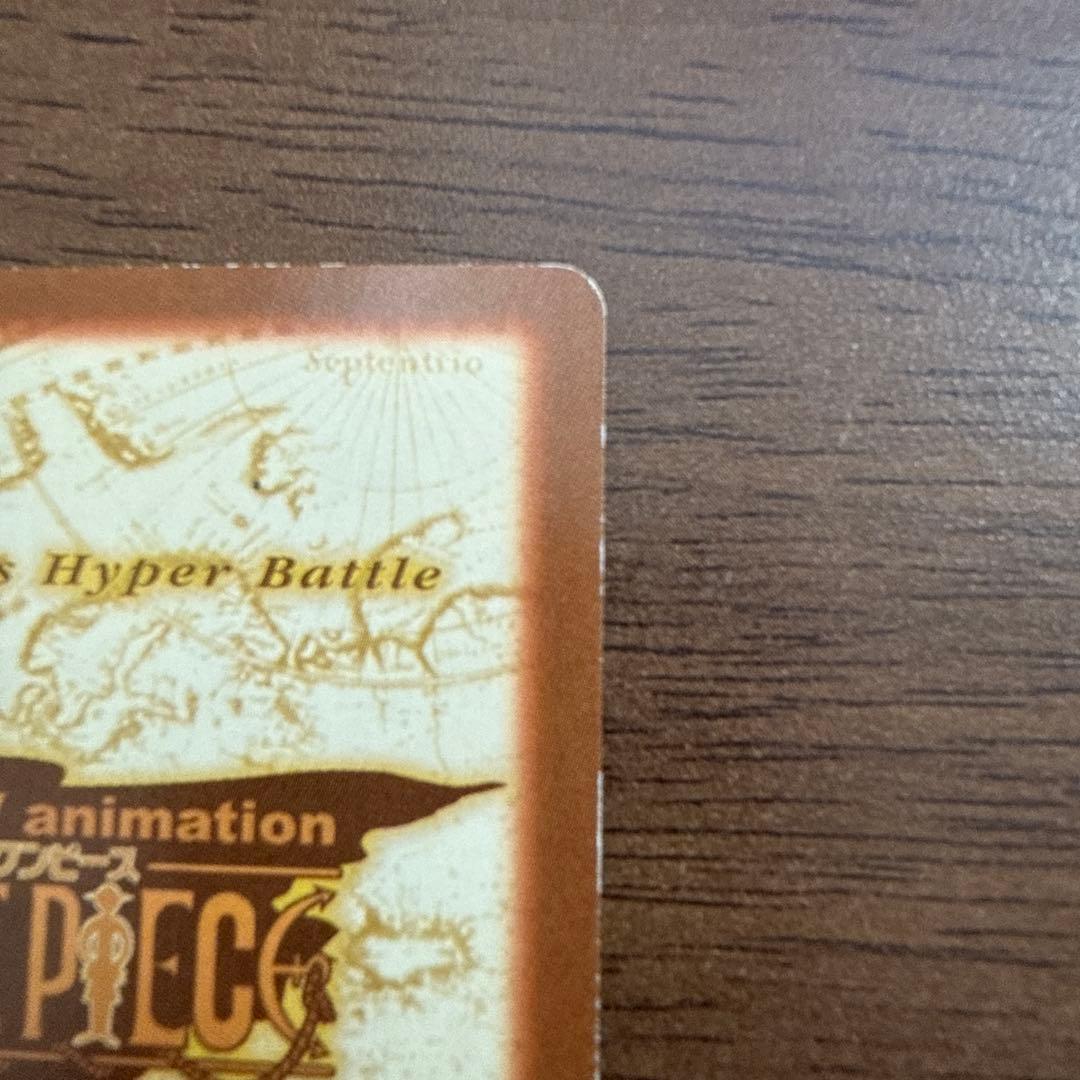 Septentrio
s Hyper Battle
animation
ワンピース
PIECE